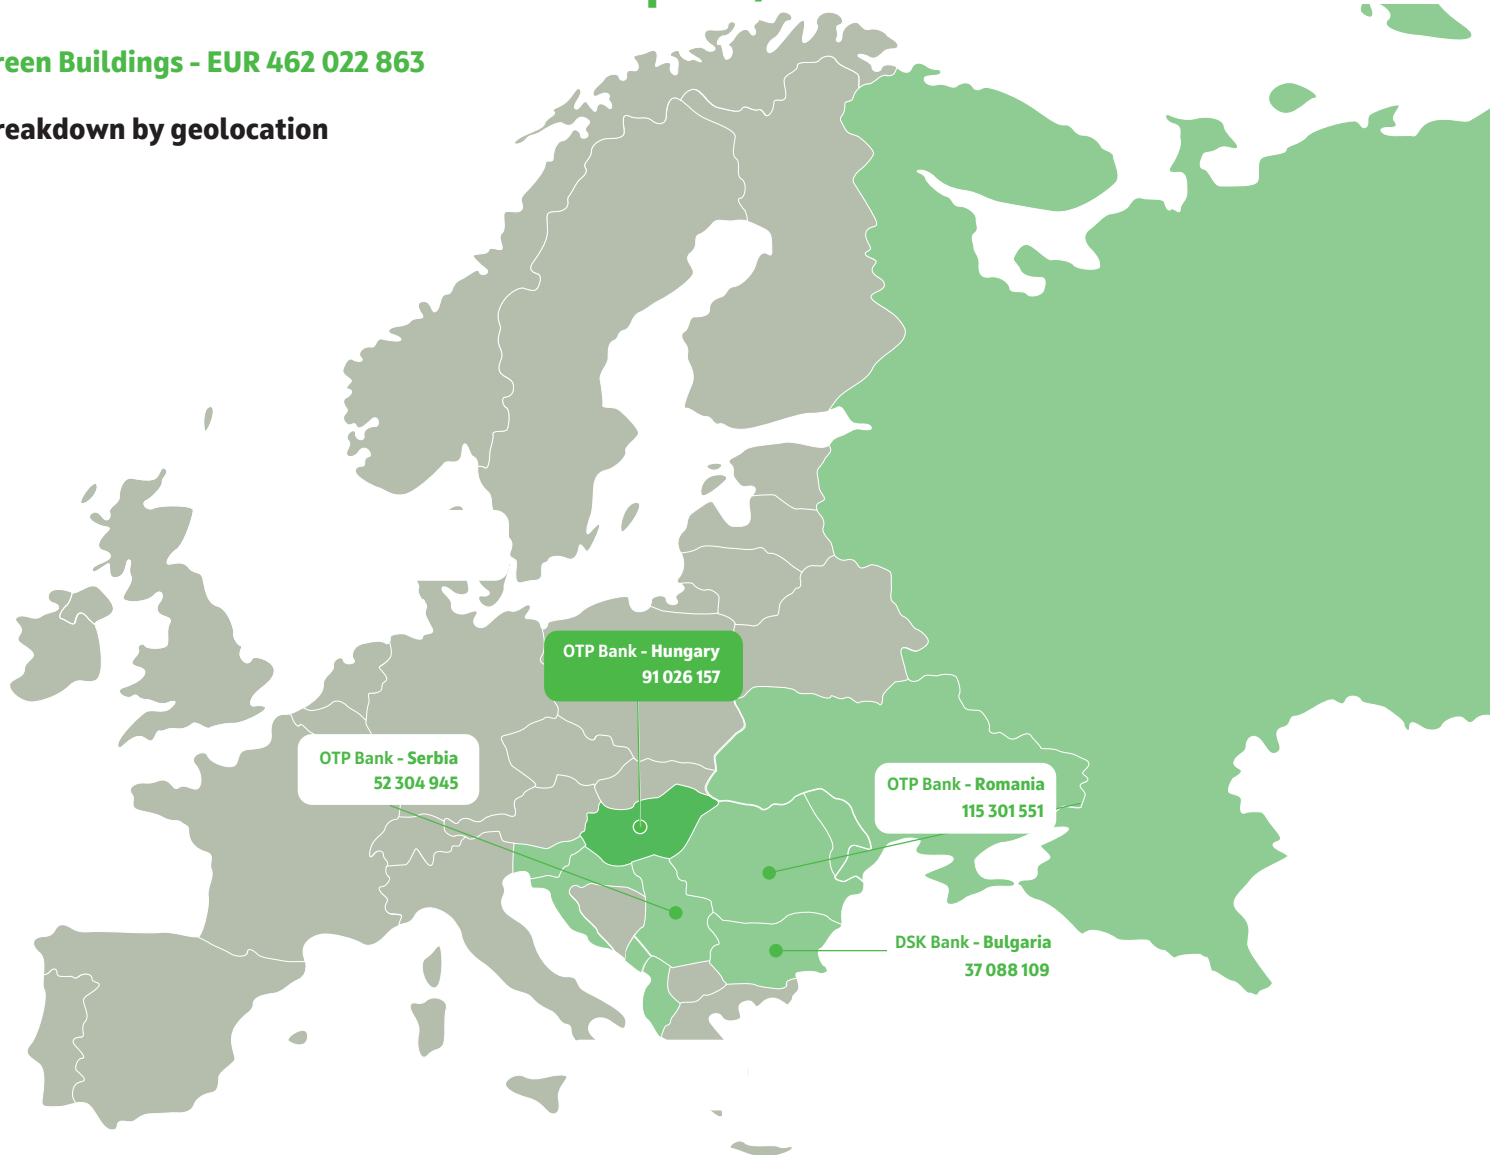 reen Buildings - EUR 462 022 863
reakdown by geolocation
OTP Bank - Hungary
91 026 157
OTP Bank - Serbia
52 304 945
OTP Bank - Romania
115 301 551
DSK Bank - Bulgaria
37 088 109